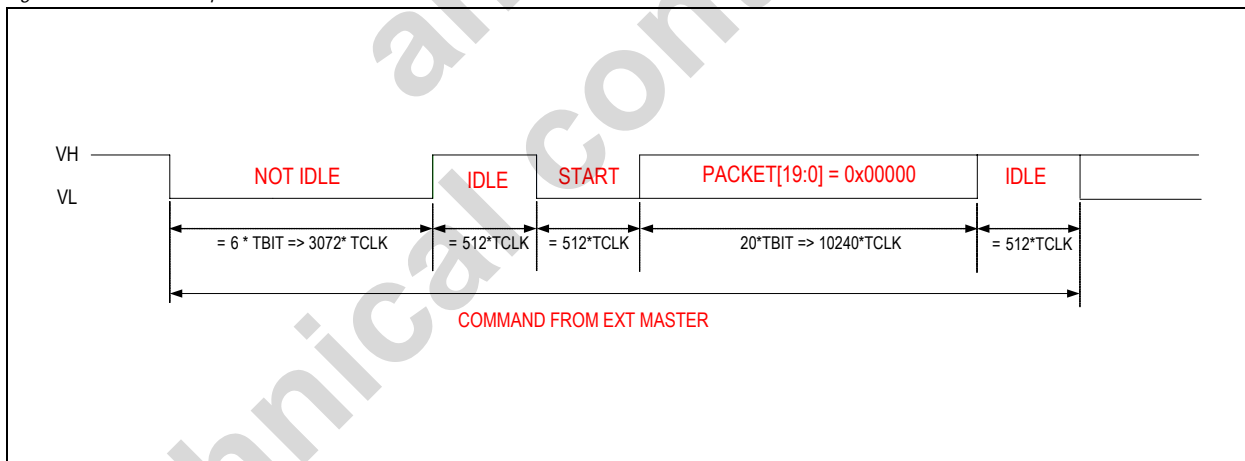 VH
VL
NOT IDLE
IDLE
START
PACKET[19:0] = 0x00000
IDLE
= 6 * TBIT => 3072* TCLK
= 512*TCLK
= 512*TCLK
20*TBIT => 10240*TCLK
= 512*TCLK
COMMAND FROM EXT MASTER